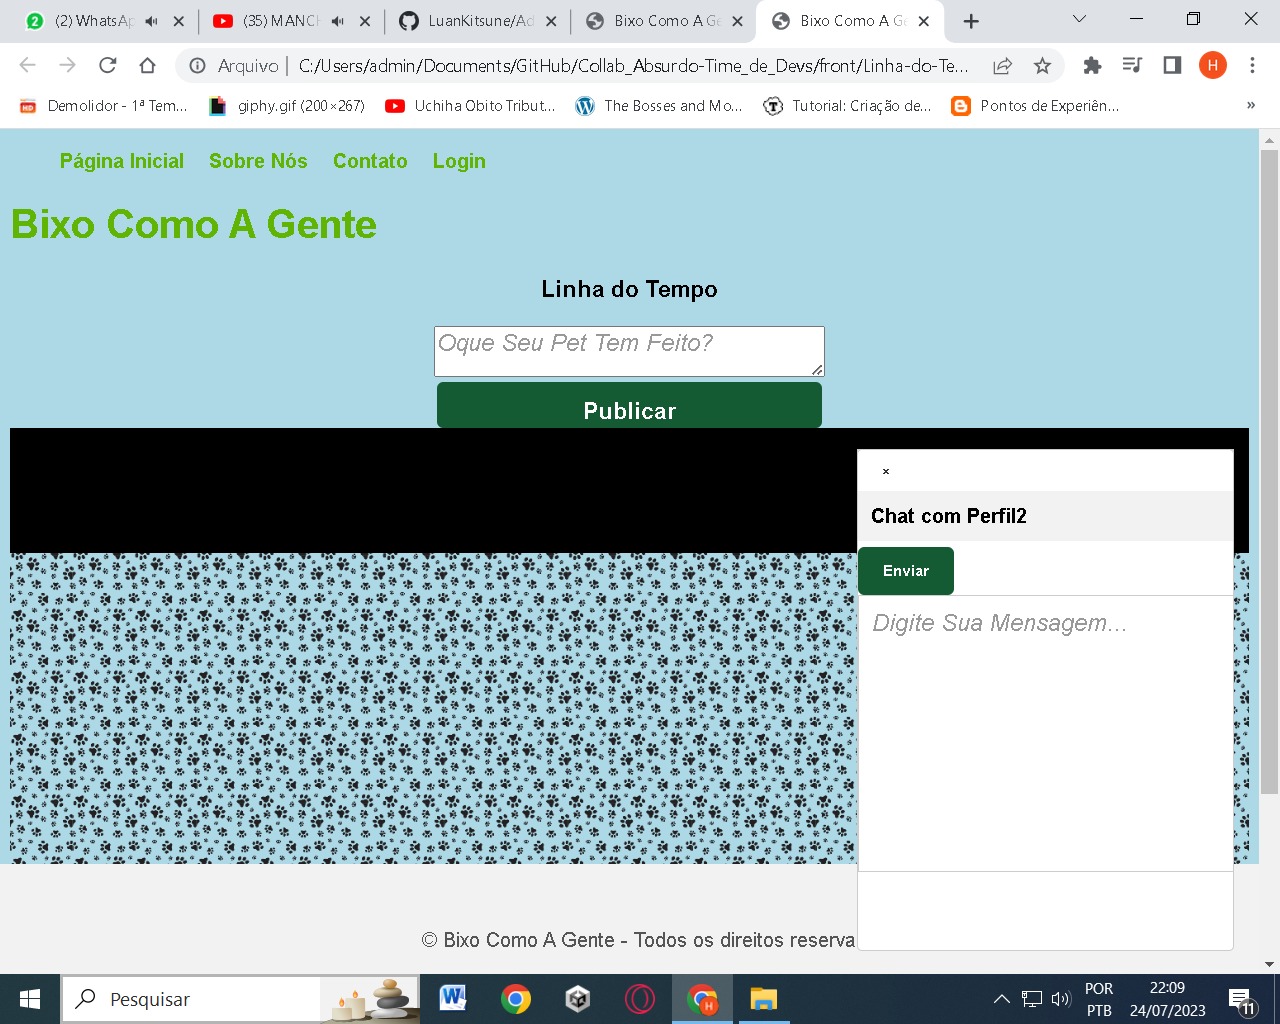 (2) WhatsAp
(35) MANCH
LuanKitsune/Ad
Bixo Como A Ge
Bixo Como A Ge
Arquivo
C:/Users/admin/Documents/GitHub/Collab_Absurdo-Time_de_Devs/front/Linha-do-Te...
H
Demolidor - 1ª Tem...
giphy.gif (200×267)
Uchiha Obito Tribut...
The Bosses and Mo...
Tutorial: Criação de...
Pontos de Experiên...
»
Página Inicial Sobre Nós Contato Login
Bixo Como A Gente
Linha do Tempo
Oque Seu Pet Tem Feito?
Publicar
×
Chat com Perfil2
Enviar
Digite Sua Mensagem...
© Bixo Como A Gente - Todos os direitos reserva
Pesquisar
POR
PTB
22:09
24/07/2023
11